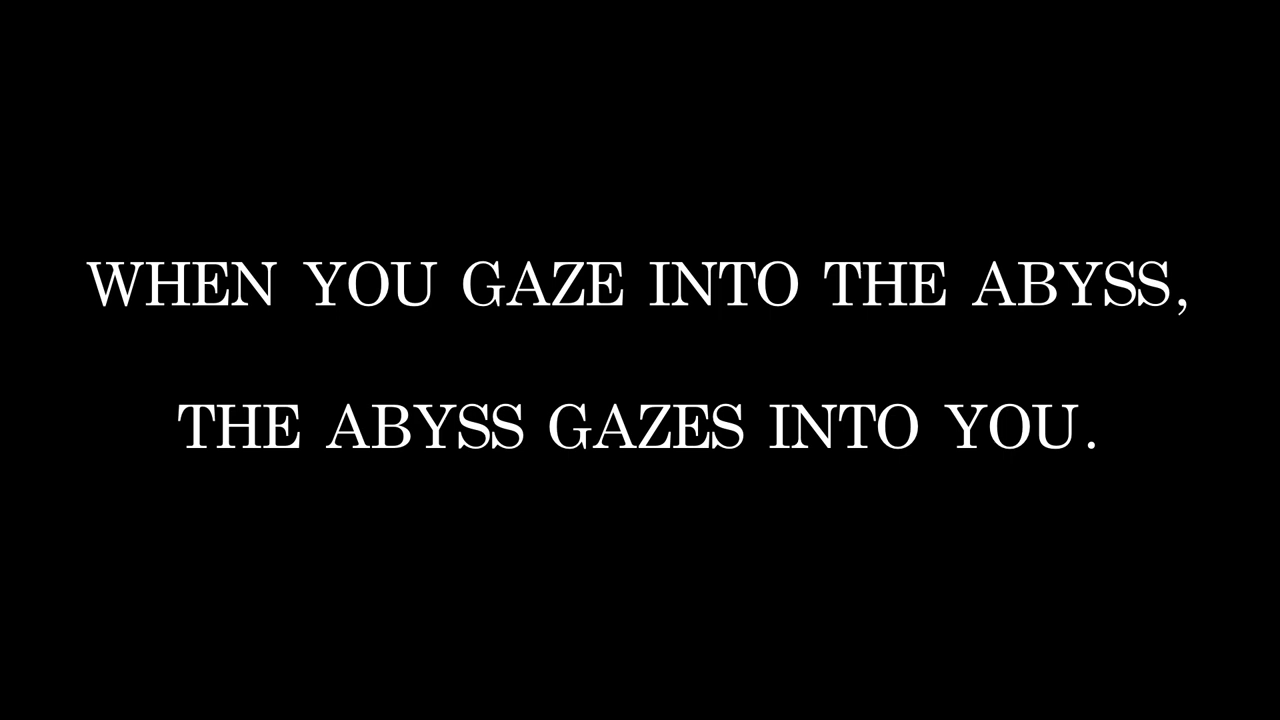 WHEN YOU GAZE INTO THE ABYSS,
THE ABYSS GAZES INTO YOU.